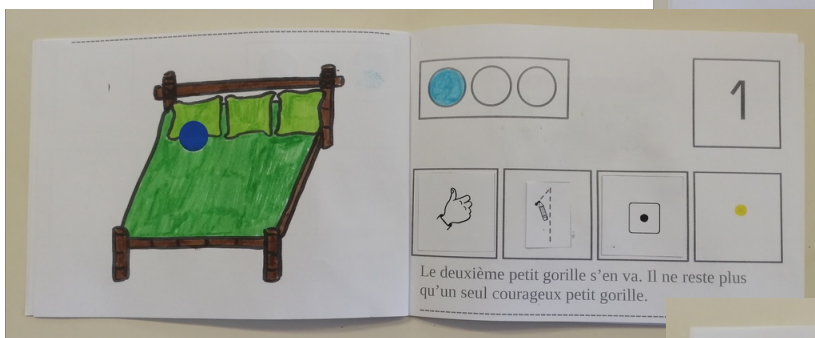 1
Le deuxième petit gorille s'en va. Il ne reste plus
qu'un seul courageux petit gorille.